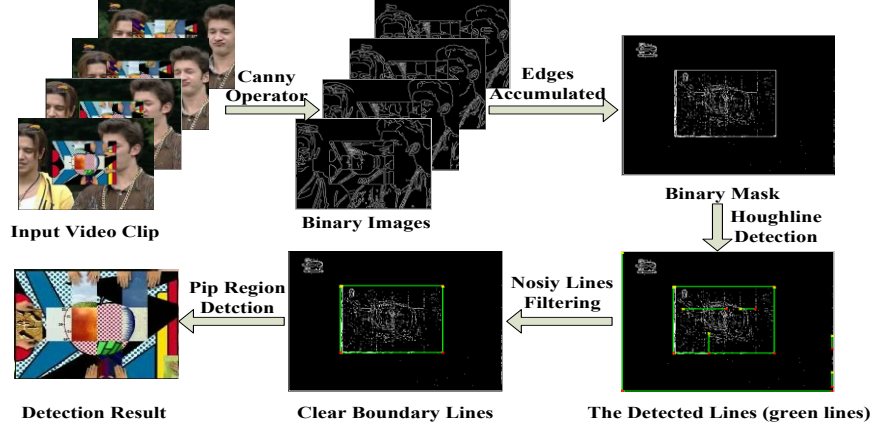 Canny
Operator
Edges
Accumulated
Input Video Clip
Binary Images
Binary Mask
Houghline
Detection
Nosiy Lines
Filtering
Pip Region
Detction
Detection Result
Clear Boundary Lines
The Detected Lines (green lines)